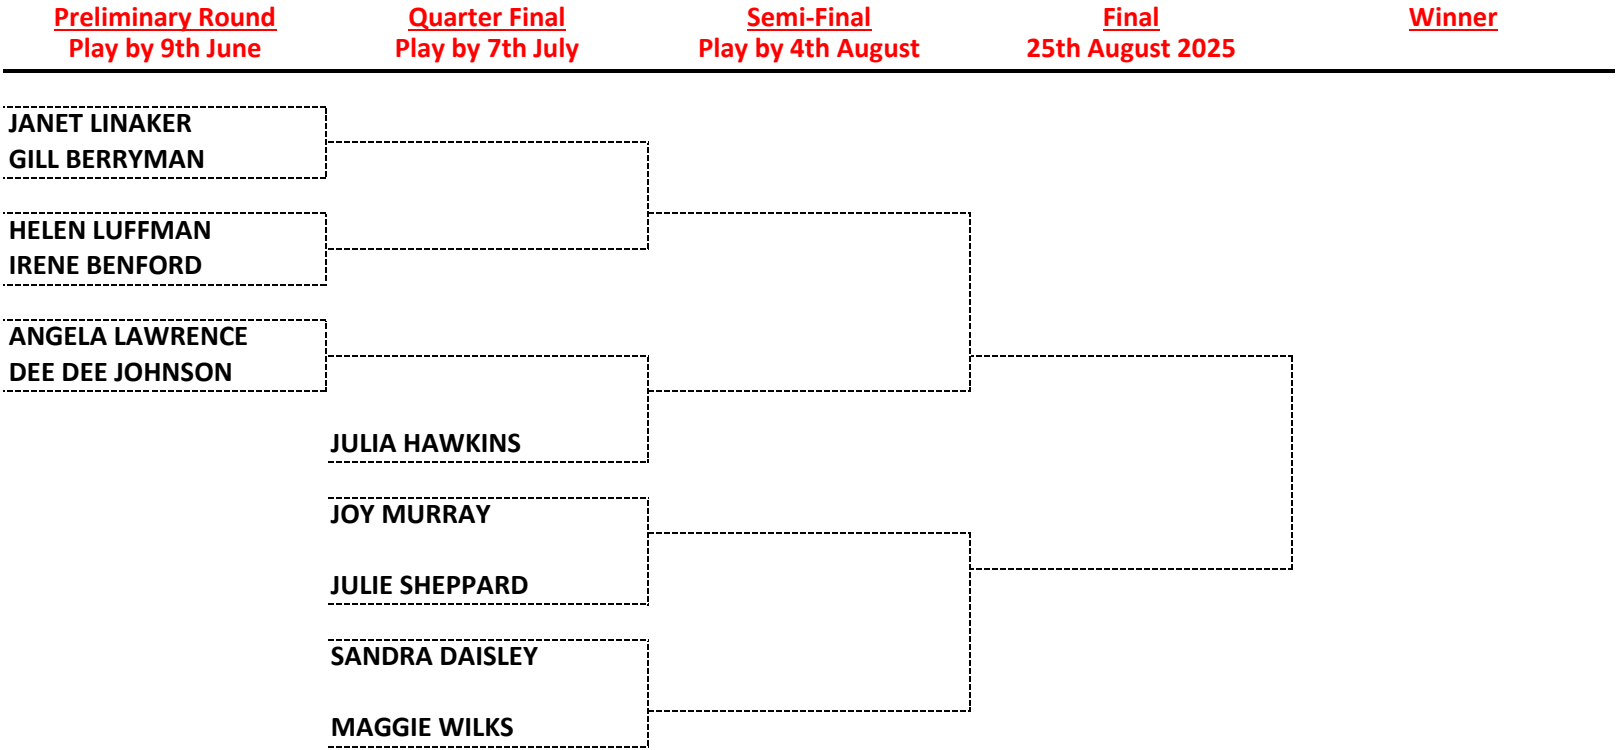 Preliminary Round
Play by 9th June
Quarter Final
Play by 7th July
Semi-Final
Play by 4th August
Final
25th August 2025
Winner
JANET LINAKER
GILL BERRYMAN
HELEN LUFFMAN
IRENE BENFORD
ANGELA LAWRENCE
DEE DEE JOHNSON
JULIA HAWKINS
JOY MURRAY
JULIE SHEPPARD
SANDRA DAISLEY
MAGGIE WILKS